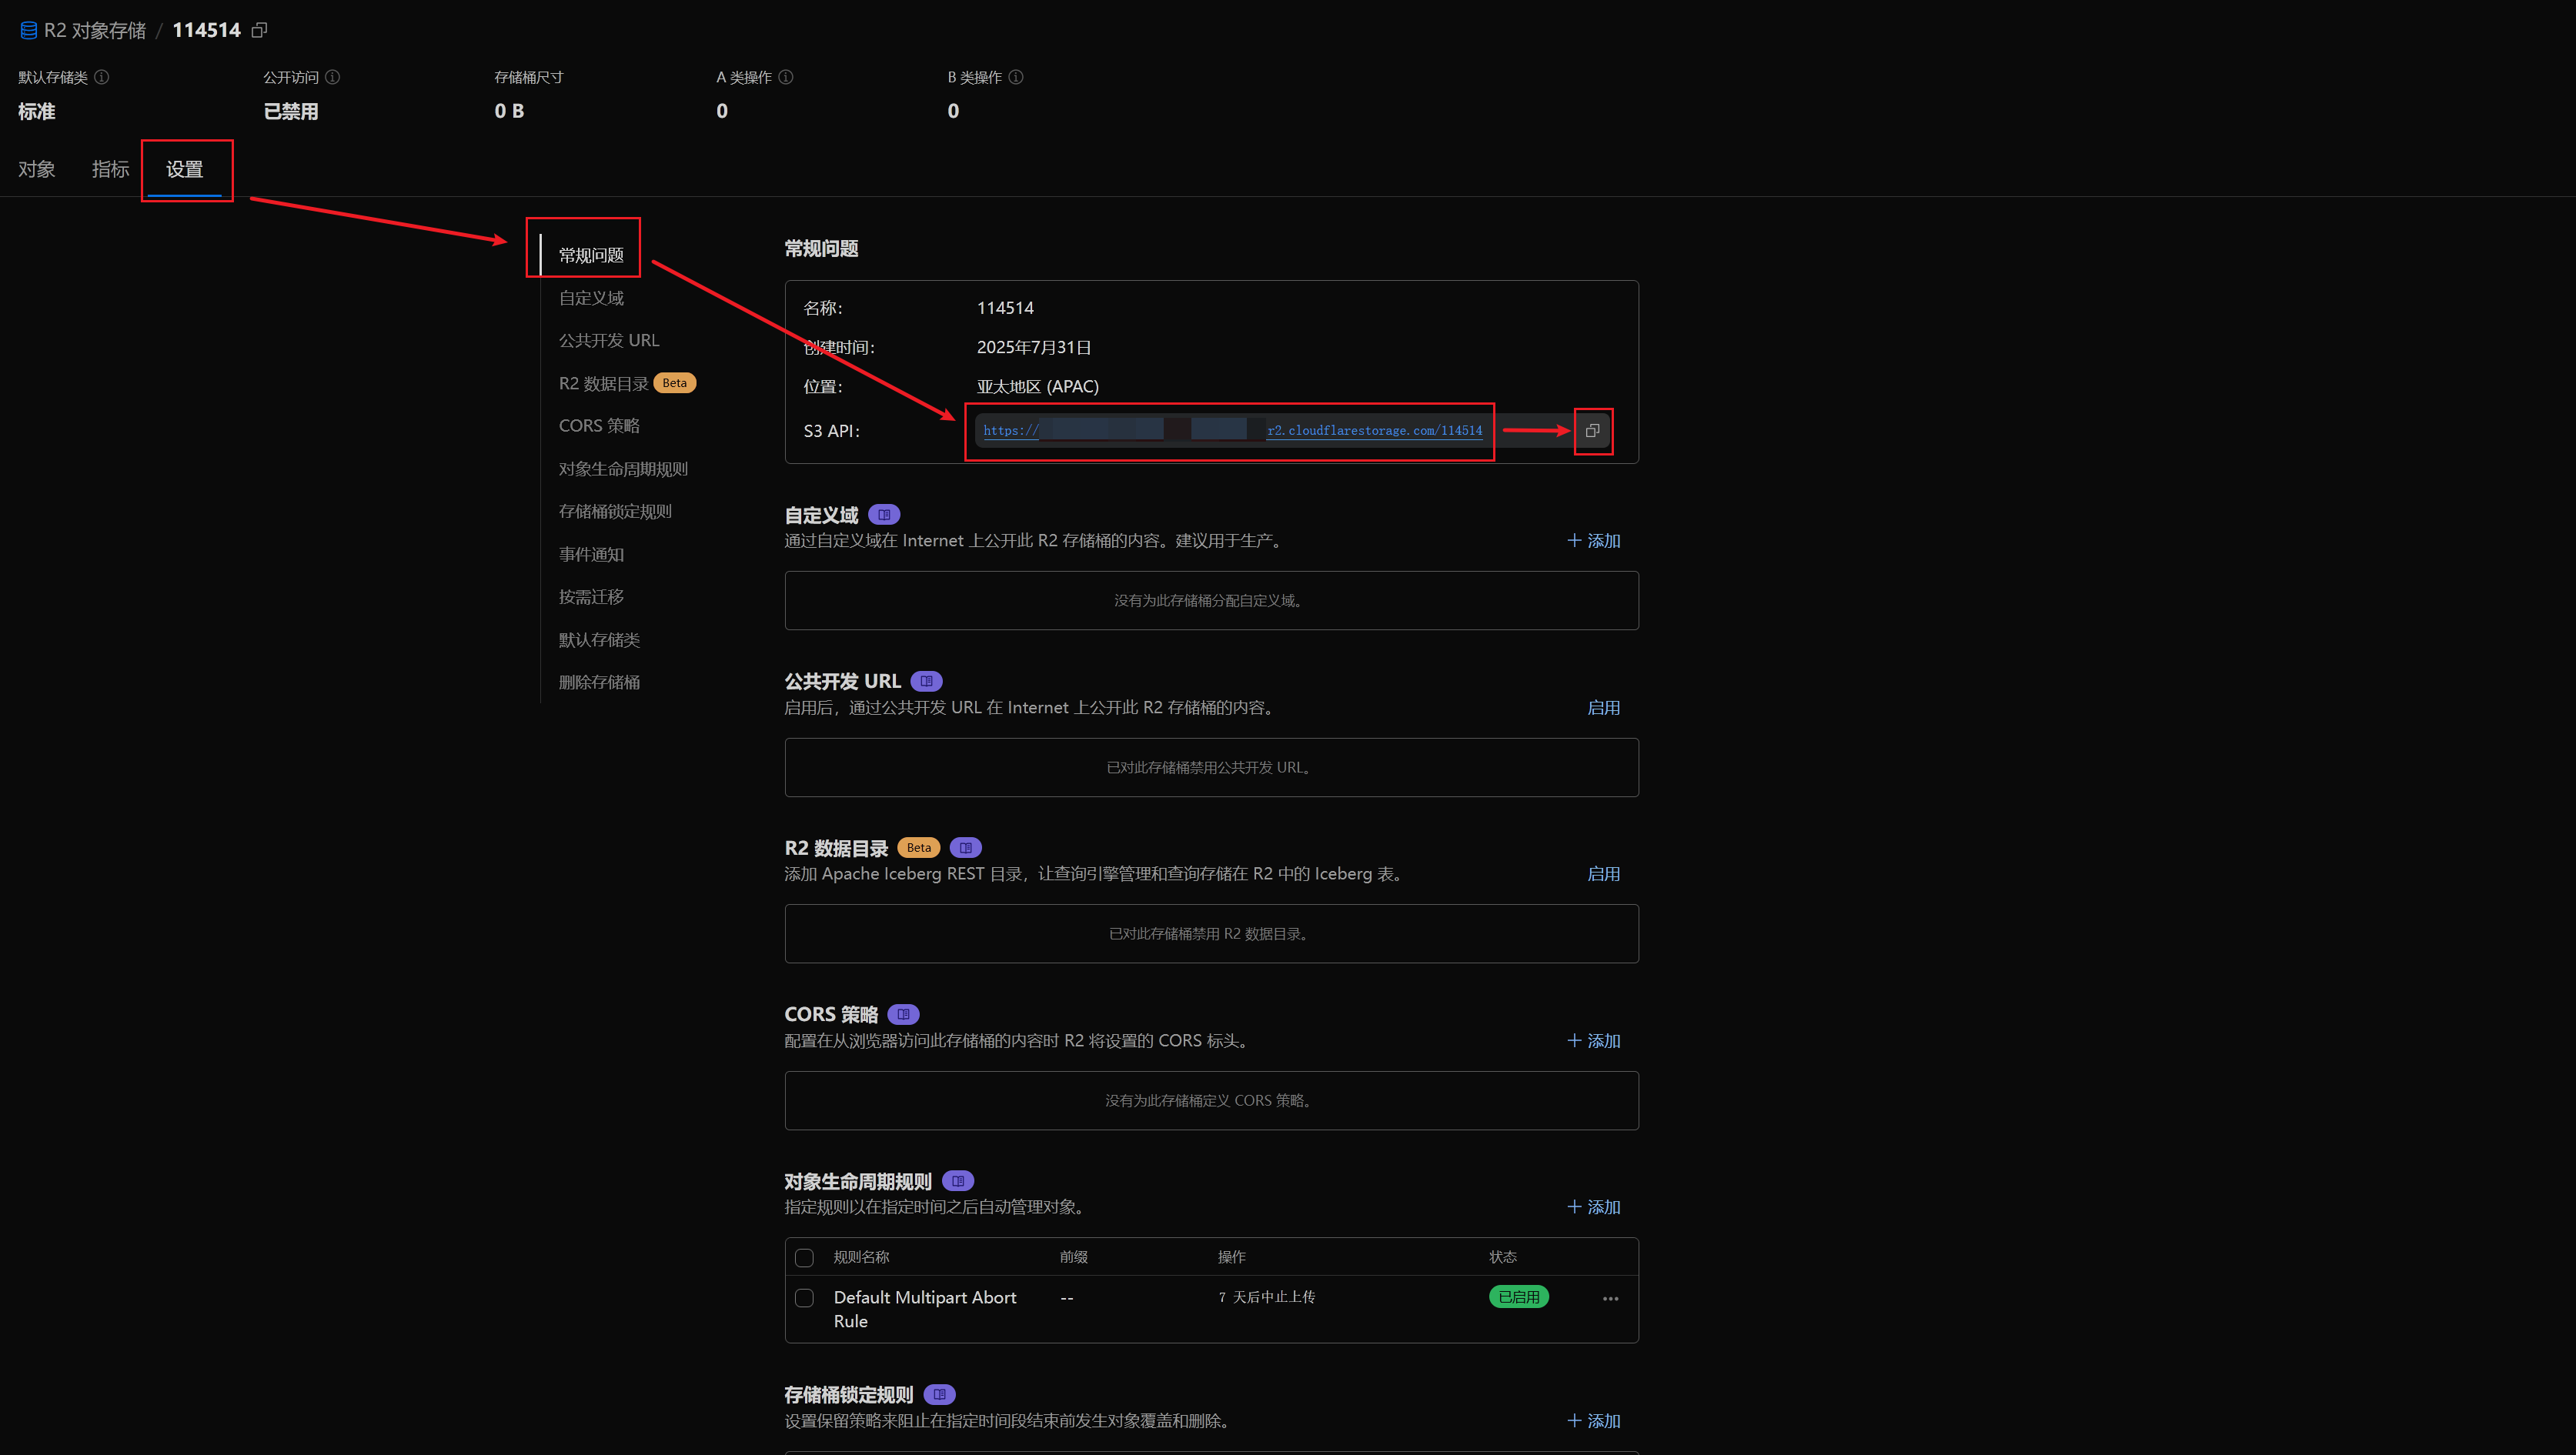 R2 对象存储 / 114514
默认存储类 公开访问 存储桶尺寸 A 类操作 B 类操作
标准 已禁用 0 B 0 0
对象 指标 设置
常规问题
自定义域
公共开发 URL
R2 数据目录 Beta
CORS 策略
对象生命周期规则
存储桶锁定规则
事件通知
按需迁移
默认存储类
删除存储桶
常规问题
名称: 114514
创建时间: 2025年7月31日
位置: 亚太地区 (APAC)
S3 API: https:// r2.cloudflarestorage.com/114514
自定义域
通过自定义域在 Internet 上公开此 R2 存储桶的内容。建议用于生产。 + 添加
没有为此存储桶分配自定义域。
公共开发 URL
启用后，通过公共开发 URL 在 Internet 上公开此 R2 存储桶的内容。 启用
已对此存储桶禁用公共开发 URL。
R2 数据目录 Beta
添加 Apache Iceberg REST 目录，让查询引擎管理和查询存储在 R2 中的 Iceberg 表。 启用
已对此存储桶禁用 R2 数据目录。
CORS 策略
配置在从浏览器访问此存储桶的内容时 R2 将设置的 CORS 标头。 + 添加
没有为此存储桶定义 CORS 策略。
对象生命周期规则
指定规则以在指定时间之后自动管理对象。 + 添加
规则名称 前缀 操作 状态
Default Multipart Abort -- 7 天后中止上传 已启用
Rule
存储桶锁定规则
设置保留策略来阻止在指定时间段结束前发生对象覆盖和删除。 + 添加